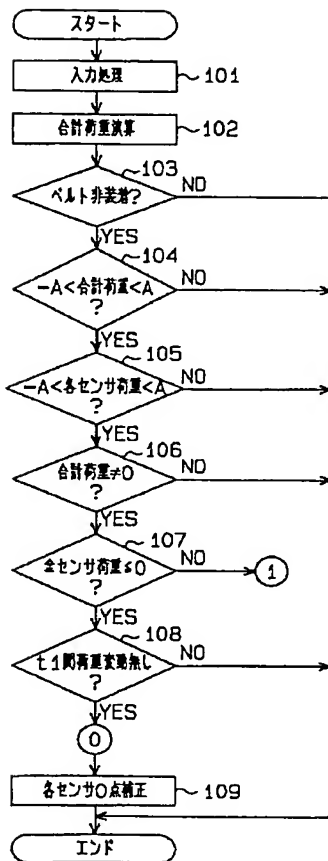 スタート
入力処理
101
合計荷重演算
102
103
ベルト非装着?
NO
YES
104
-A<合計荷重<A
?
NO
YES
105
-A<各センサ荷重<A
?
NO
YES
106
合計荷重≠0
?
NO
YES
107
全センサ荷重≦0
?
NO
1
YES
108
t1間荷重変動無し
?
NO
YES
0
各センサ0点補正
109
エンド